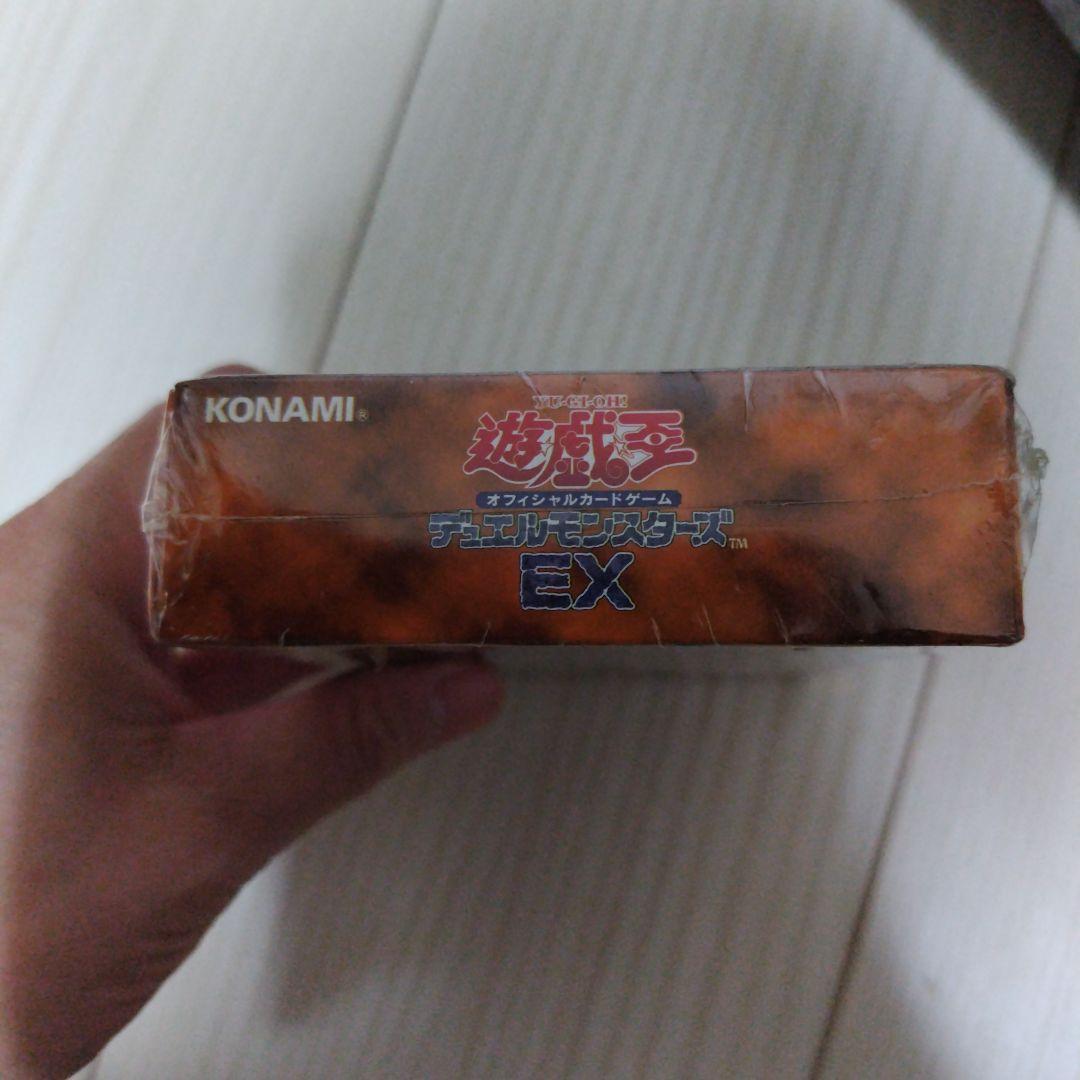 KONAMI®
YU-GI-OH!
遊戯王
オフィシャルカードゲーム
デュエルモンスターズ™
EX